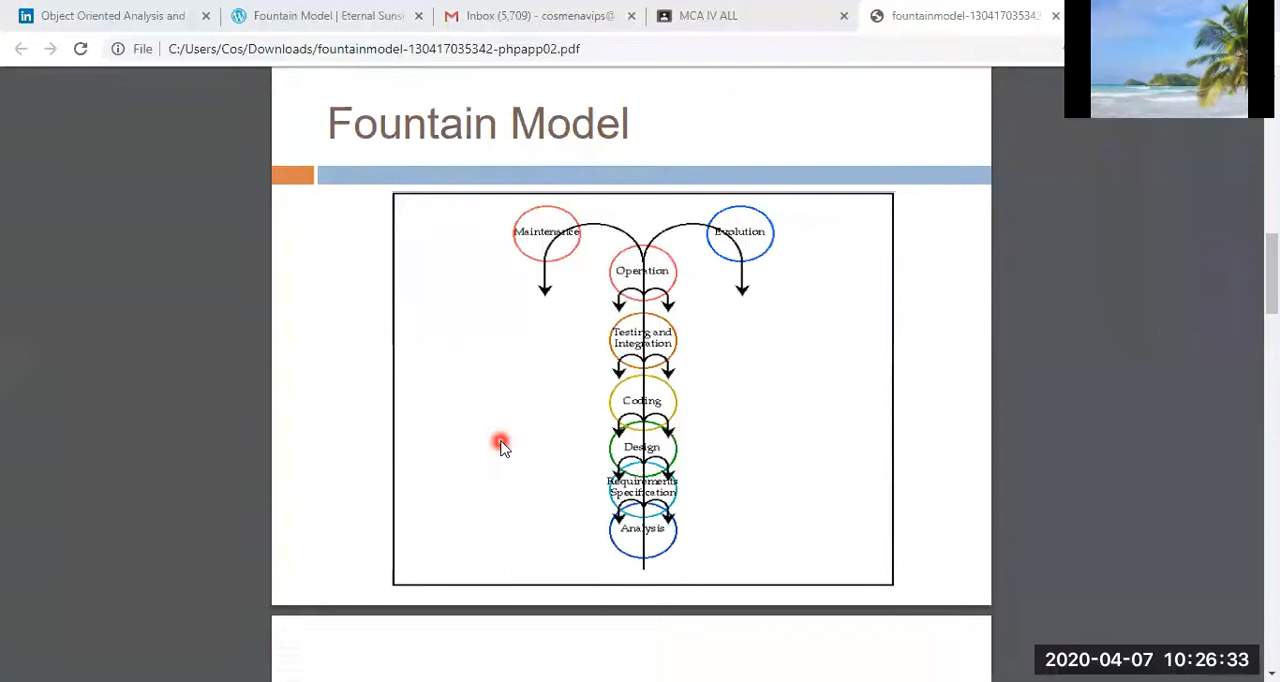 Object Oriented Analysis and
Fountain Model | Eternal Suns
Inbox (5,709) - cosmenavips@
MCA IV ALL
fountainmodel-130417035342
File
C:/Users/Cos/Downloads/fountainmodel-130417035342-phpapp02.pdf
Fountain Model
Maintenance
Evolution
Operation
Testing and
Integration
Coding
Design
Requirements
Specification
Analysis
2020-04-07 10:26:33